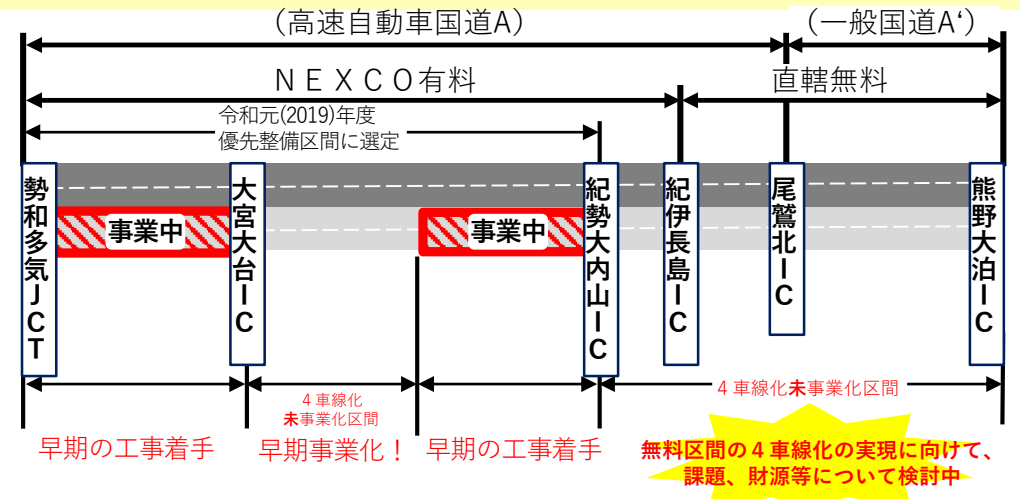 (高速自動車国道A)
(一般国道A‘)
ＮＥＸＣＯ有料
直轄無料
令和元(2019)年度
優先整備区間に選定
勢和多気ＪＣＴ
事業中
大宮大台ＩＣ
事業中
紀勢大内山ＩＣ
紀伊長島ＩＣ
尾鷲北ＩＣ
熊野大泊ＩＣ
４車線化
未事業化区間
４車線化未事業化区間
早期の工事着手
早期事業化！
早期の工事着手
無料区間の４車線化の実現に向けて、
課題、財源等について検討中